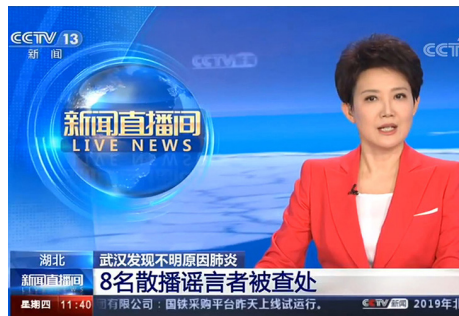 CCTV 13
新闻
CCTV 13
CCT
新闻直播间
LIVE NEWS
湖北
武汉发现不明原因肺炎
新闻直播间
8名散播谣言者被查处
星期四 11:40
有限公司：国铁采购平台昨天上线试运行。
CCTV 新闻
2019年